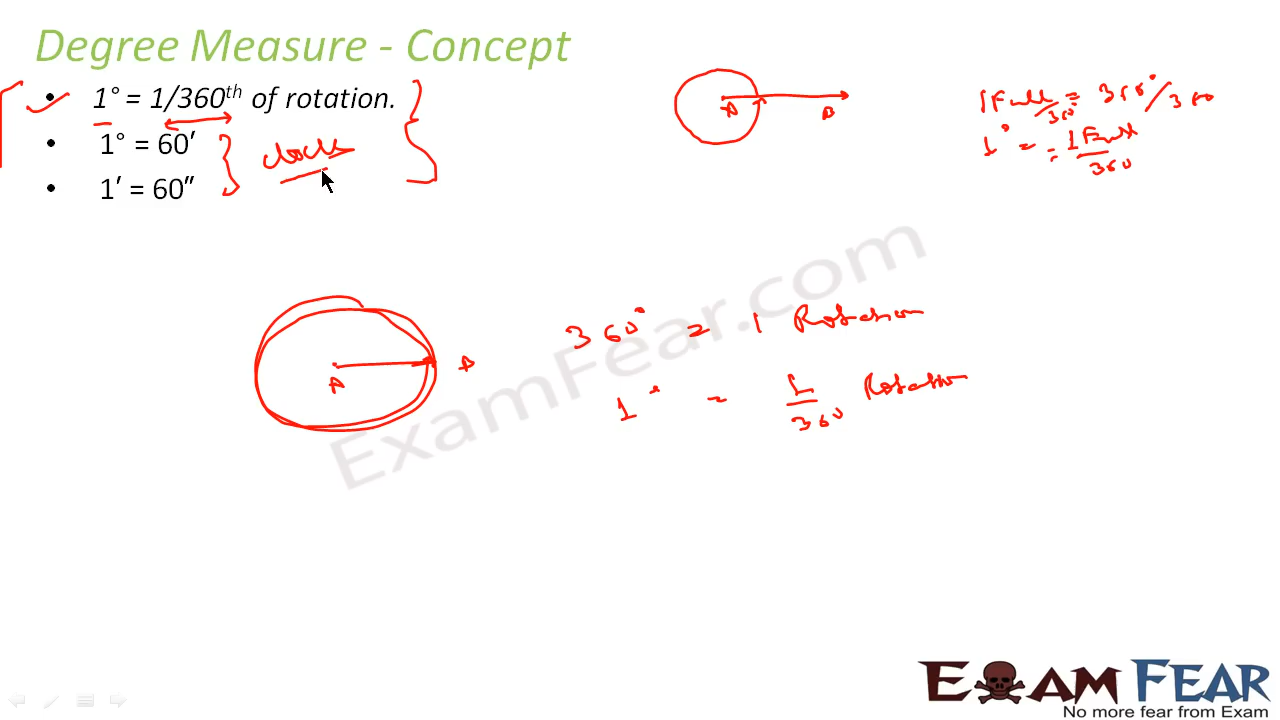 Degree Measure - Concept
• 1° = 1/360th of rotation.
• 1° = 60′
• 1′ = 60″
clock
A
B
1 Full/360° = 360°/360
1° = = 1 Full/360
A
360° = 1 Rotation
1° = 1/360 Rotation
ExamFear.com
EXAM FEAR
No more fear from Exam